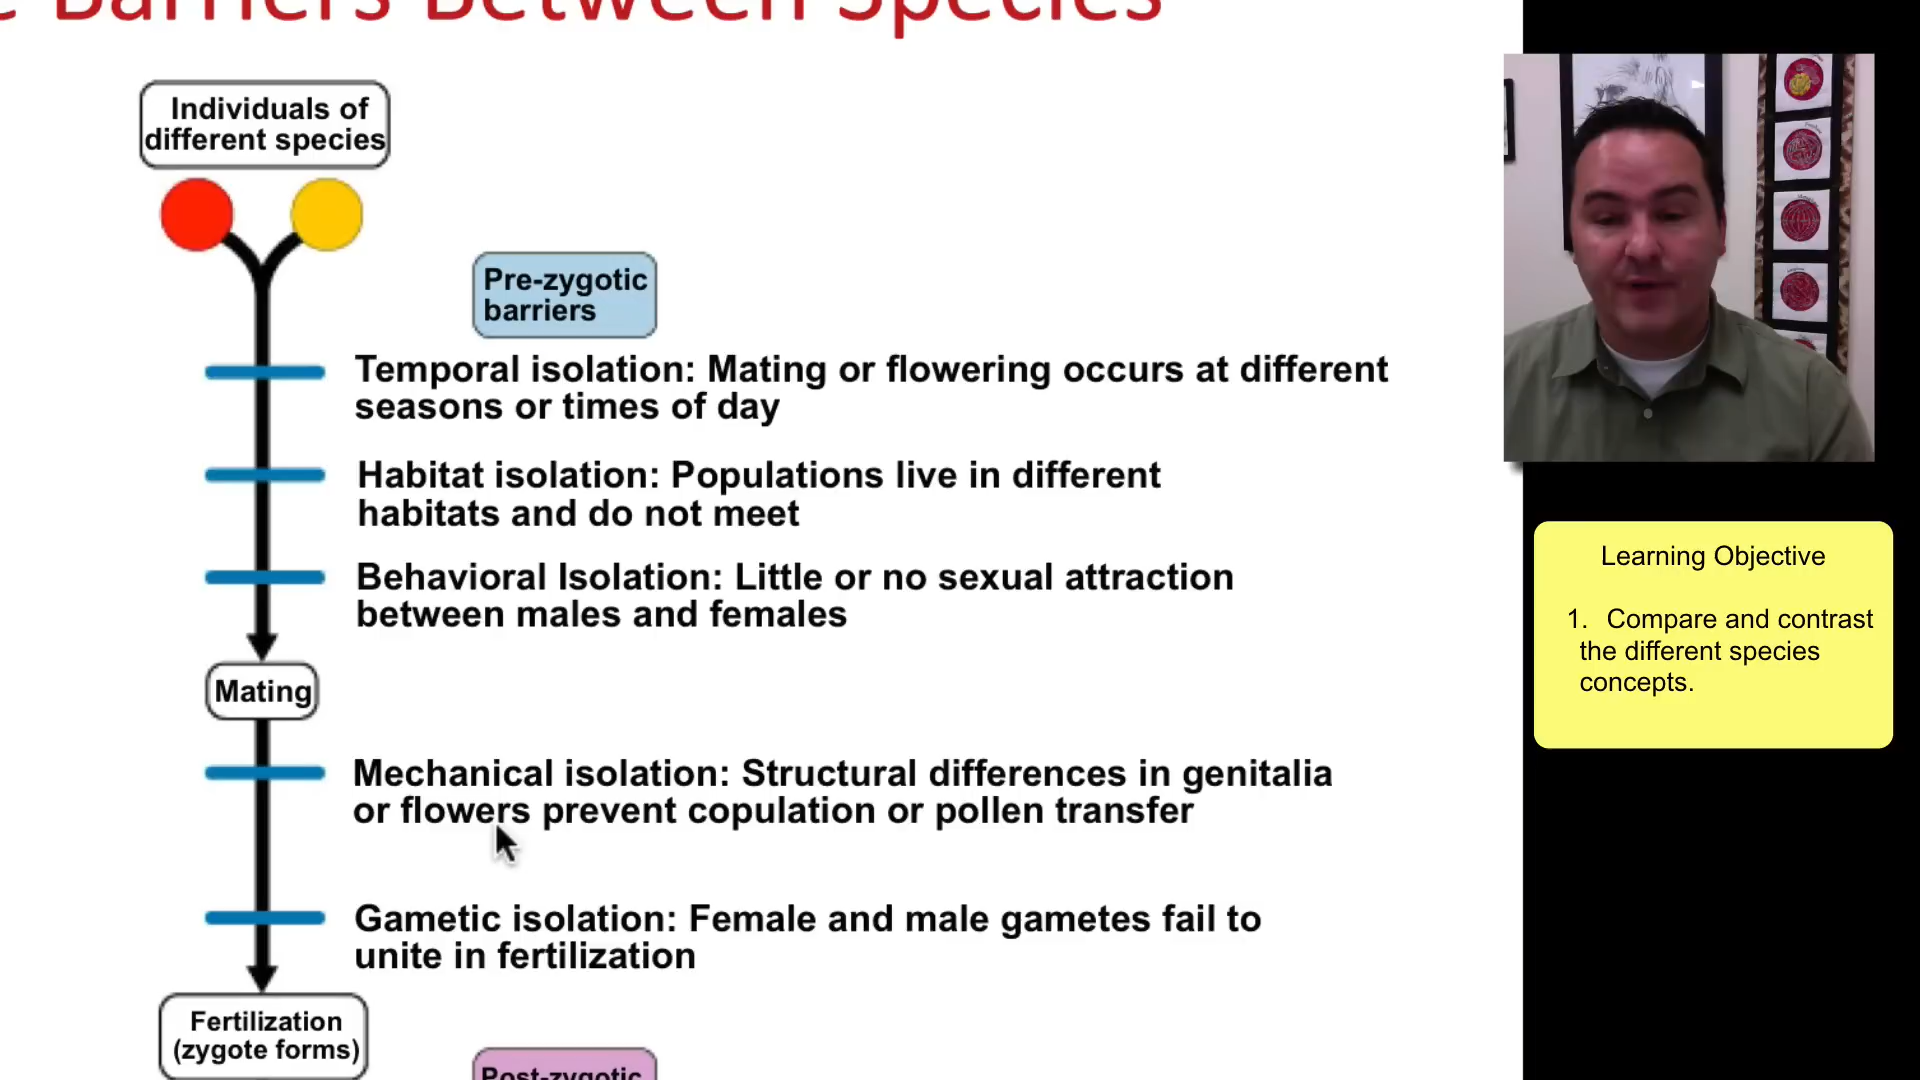 Barriers Between Species
Individuals of
different species
Pre-zygotic
barriers
Temporal isolation: Mating or flowering occurs at different
seasons or times of day
Habitat isolation: Populations live in different
habitats and do not meet
Behavioral Isolation: Little or no sexual attraction
between males and females
Mating
Mechanical isolation: Structural differences in genitalia
or flowers prevent copulation or pollen transfer
Gametic isolation: Female and male gametes fail to
unite in fertilization
Fertilization
(zygote forms)
Post-zygotic
Learning Objective
1. Compare and contrast
the different species
concepts.